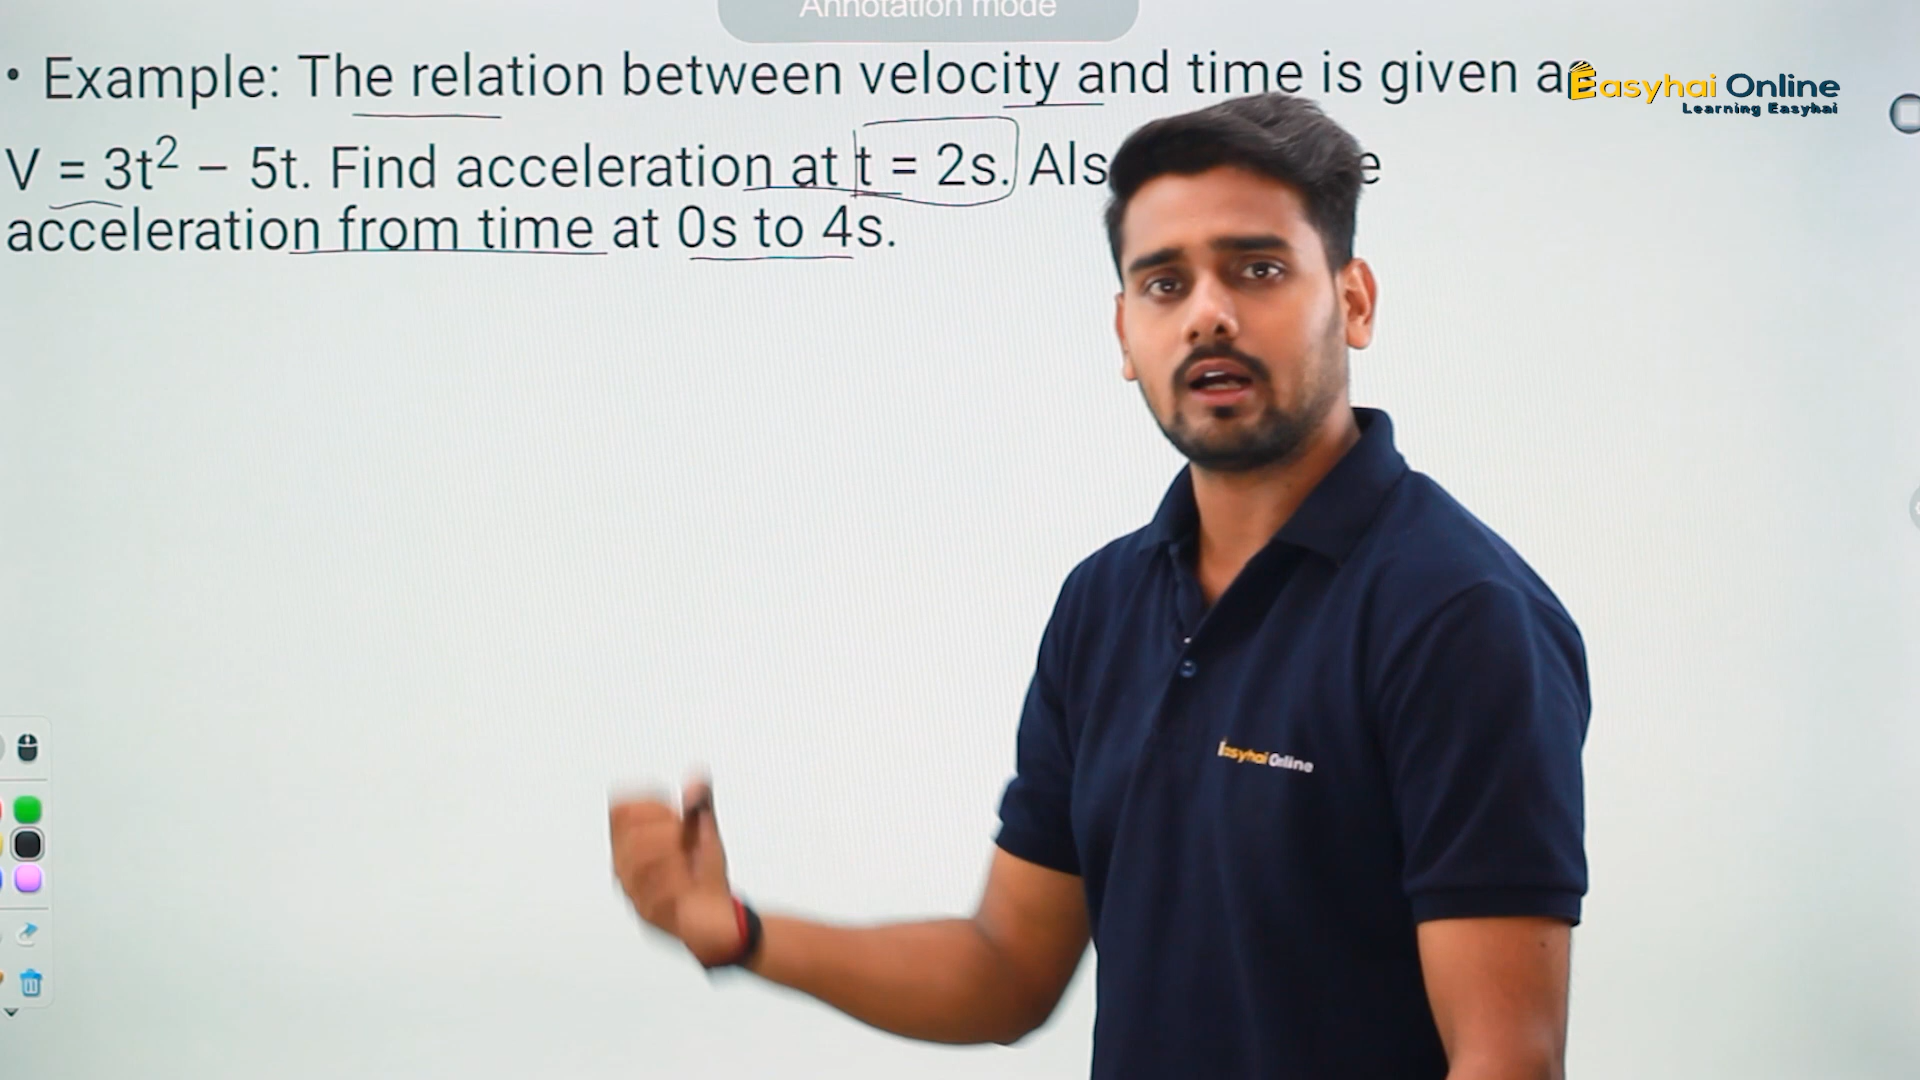 Annotation mode
• Example: The relation between velocity and time is given as
Easyhai Online
Learning Easyhai
V = 3t² – 5t. Find acceleration at t = 2s. Als
acceleration from time at 0s to 4s.
Easyhai Online